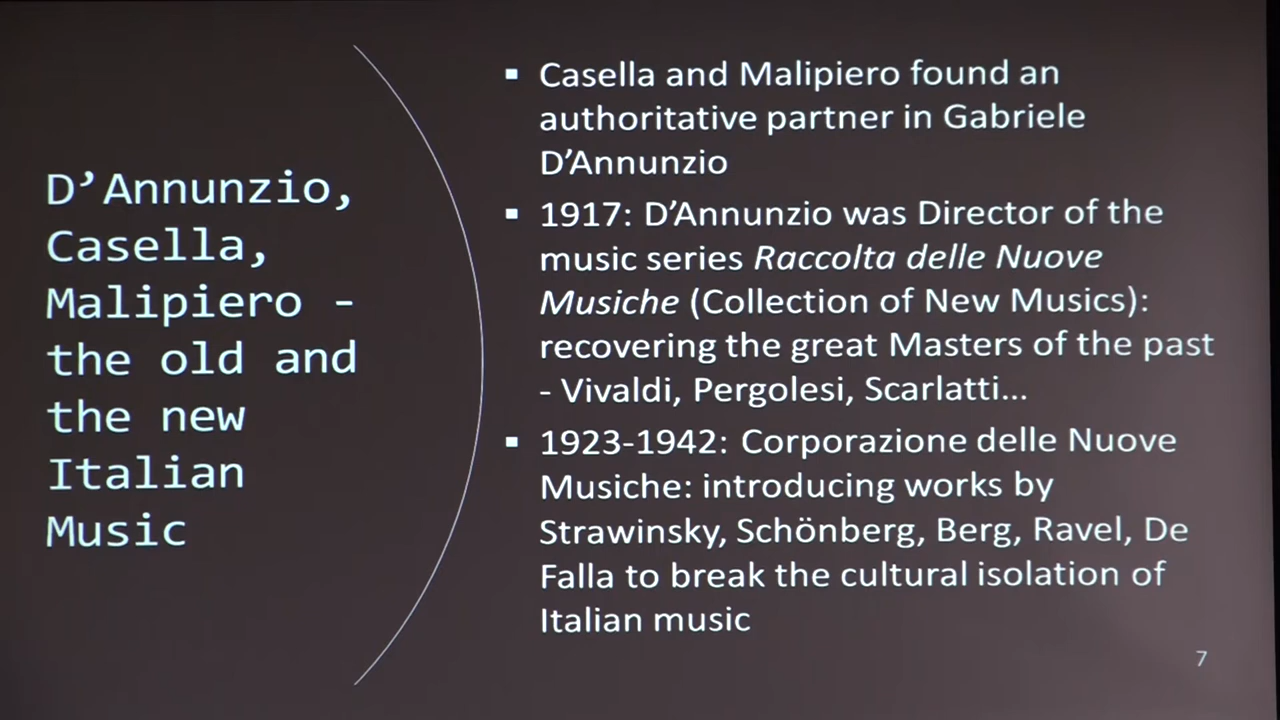 D’Annunzio,
Casella,
Malipiero -
the old and
the new
Italian
Music
▪ Casella and Malipiero found an
authoritative partner in Gabriele
D’Annunzio
▪ 1917: D’Annunzio was Director of the
music series Raccolta delle Nuove
Musiche (Collection of New Musics):
recovering the great Masters of the past
- Vivaldi, Pergolesi, Scarlatti...
▪ 1923-1942: Corporazione delle Nuove
Musiche: introducing works by
Strawinsky, Schönberg, Berg, Ravel, De
Falla to break the cultural isolation of
Italian music
7